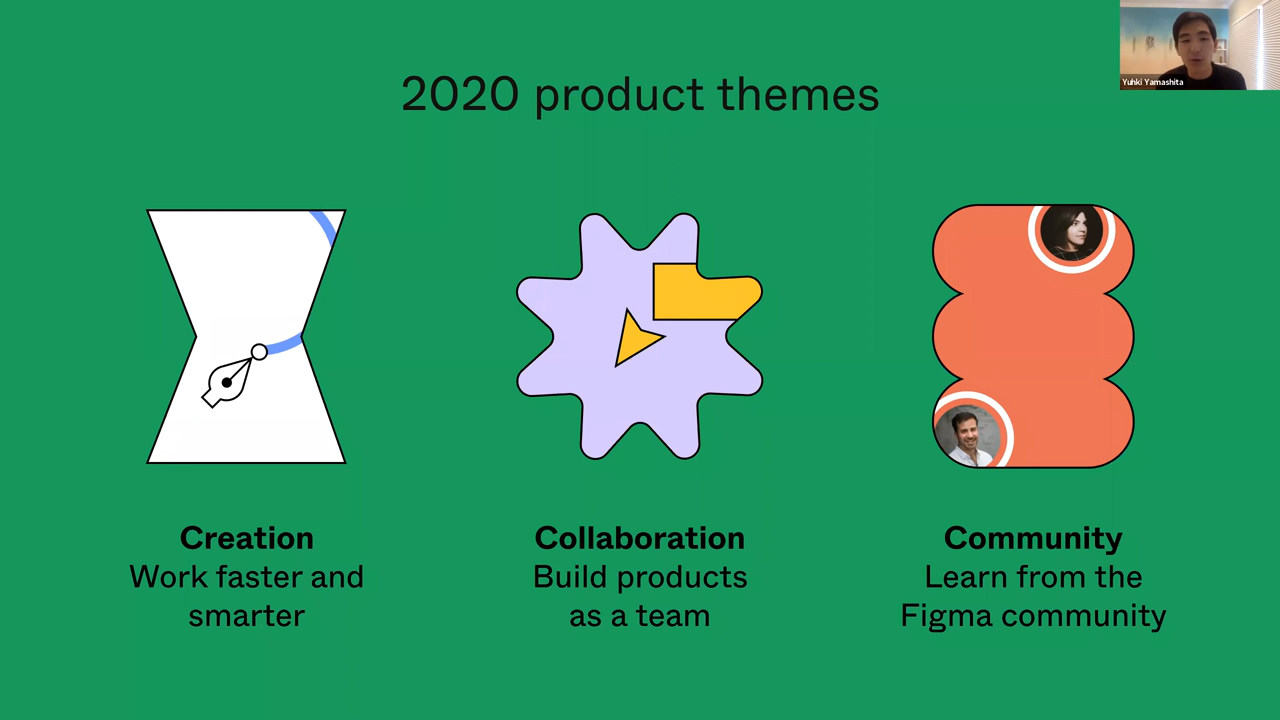 2020 product themes
Yuhki Yamashita
Creation
Work faster and
smarter
Collaboration
Build products
as a team
Community
Learn from the
Figma community